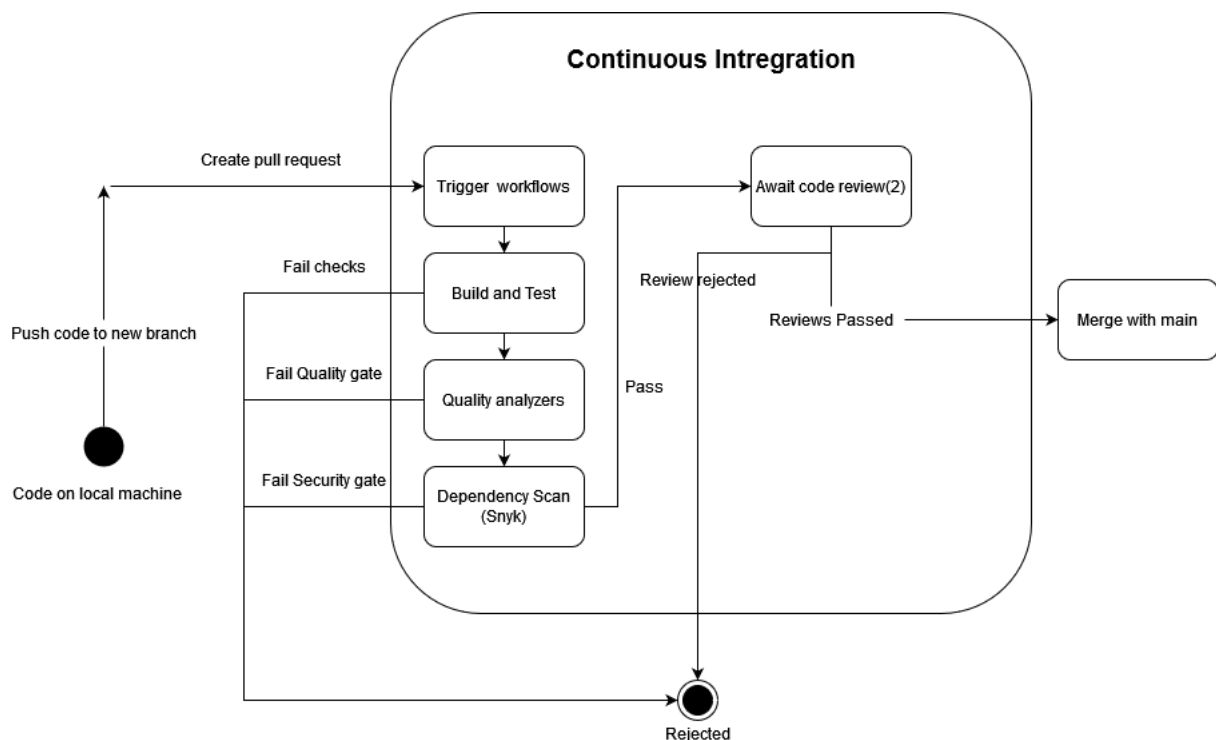 Continuous Intregration
Create pull request
Trigger workflows
Await code review(2)
Fail checks
Build and Test
Review rejected
Push code to new branch
Reviews Passed
Merge with main
Fail Quality gate
Quality analyzers
Pass
Fail Security gate
Code on local machine
Dependency Scan
(Snyk)
Rejected